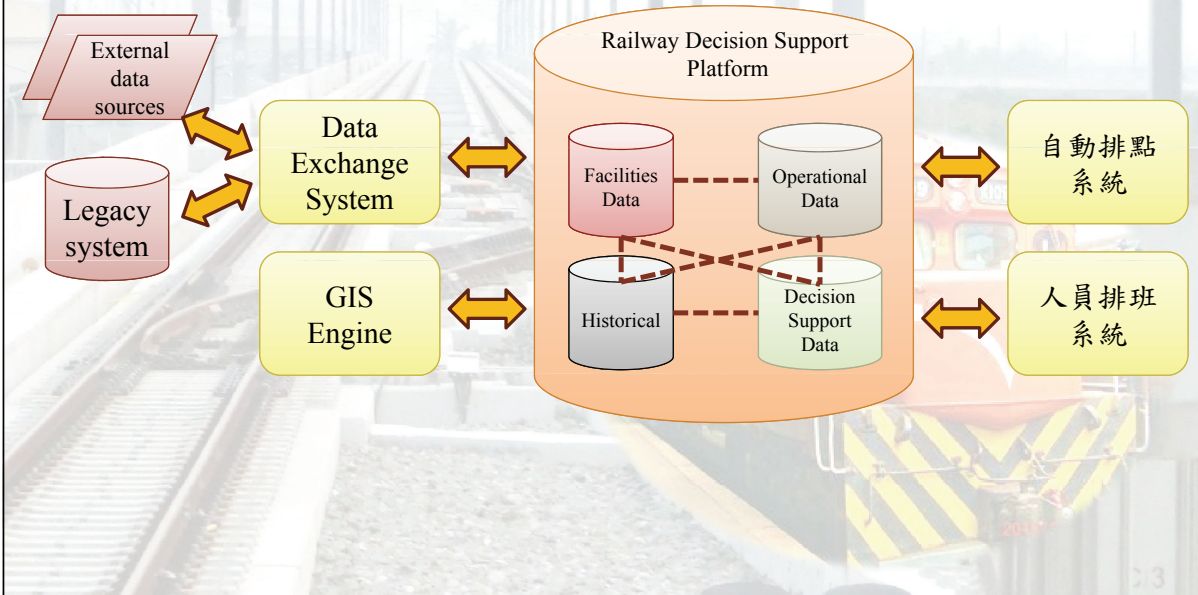 External
data
sources
Legacy
system
Data
Exchange
System
GIS
Engine
Railway Decision Support
Platform
Facilities
Data
Operational
Data
Historical
Decision
Support
Data
自動排點
系統
人員排班
系統